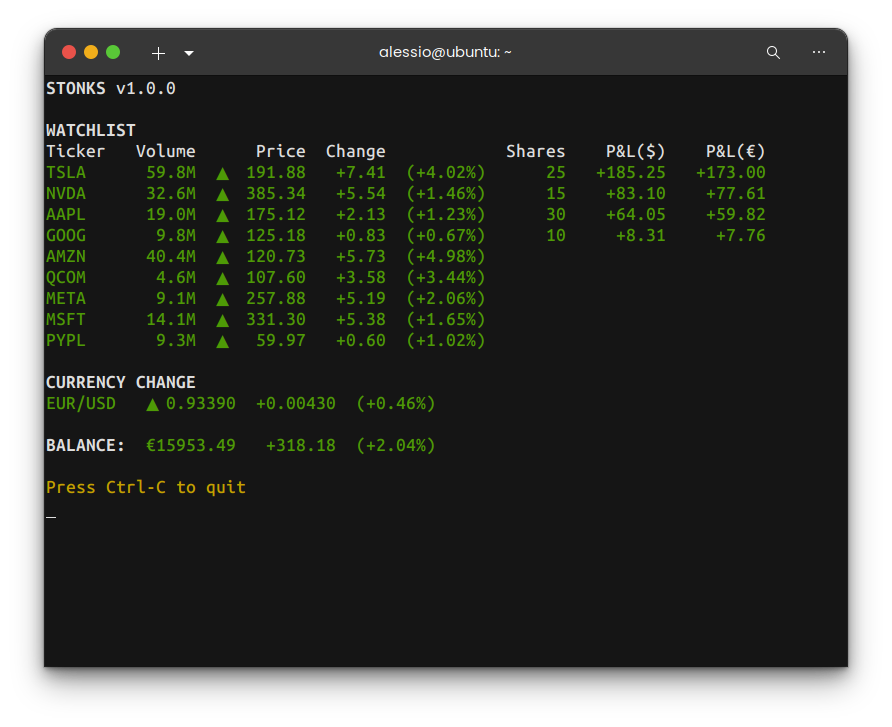 alessio@ubuntu: ~
STONKS v1.0.0
WATCHLIST
Ticker Volume Price Change Shares P&L($) P&L(€)
TSLA 59.8M ▲ 191.88 +7.41 (+4.02%) 25 +185.25 +173.00
NVDA 32.6M ▲ 385.34 +5.54 (+1.46%) 15 +83.10 +77.61
AAPL 19.0M ▲ 175.12 +2.13 (+1.23%) 30 +64.05 +59.82
GOOG 9.8M ▲ 125.18 +0.83 (+0.67%) 10 +8.31 +7.76
AMZN 40.4M ▲ 120.73 +5.73 (+4.98%)
QCOM 4.6M ▲ 107.60 +3.58 (+3.44%)
META 9.1M ▲ 257.88 +5.19 (+2.06%)
MSFT 14.1M ▲ 331.30 +5.38 (+1.65%)
PYPL 9.3M ▲ 59.97 +0.60 (+1.02%)
CURRENCY CHANGE
EUR/USD ▲ 0.93390 +0.00430 (+0.46%)
BALANCE: €15953.49 +318.18 (+2.04%)
Press Ctrl-C to quit